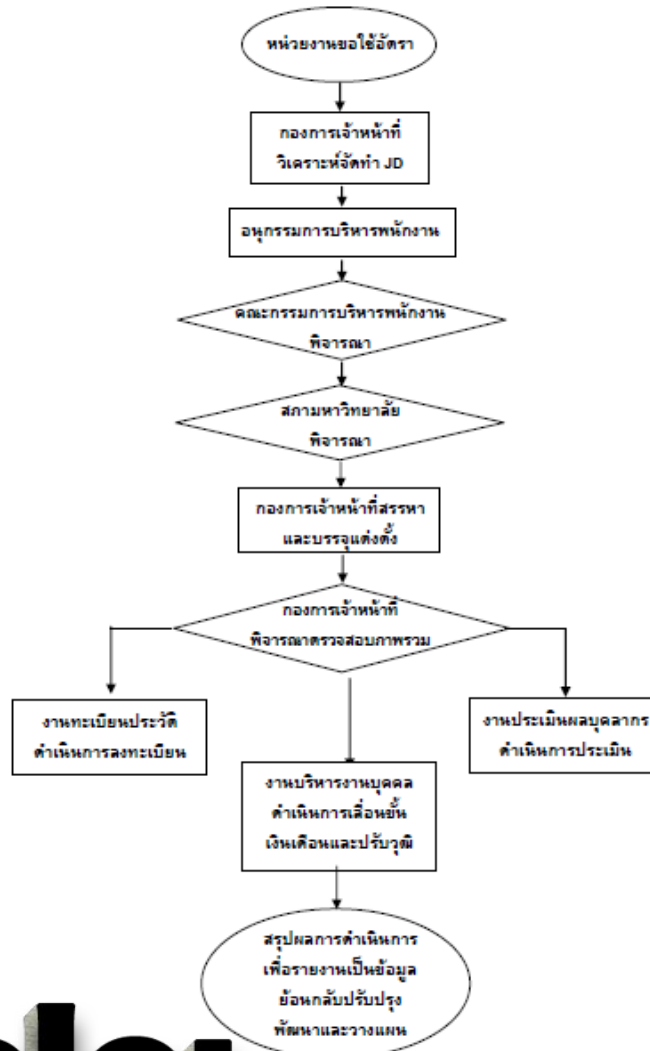 หน่วยงานขอใช้อัตรา
กองการเจ้าหน้าที่
วิเคราะห์จัดทำ JD
อนุกรรมการบริหารพนักงาน
คณะกรรมการบริหารพนักงาน
พิจารณา
สภามหาวิทยาลัย
พิจารณา
กองการเจ้าหน้าที่สรรหา
และบรรจุแต่งตั้ง
กองการเจ้าหน้าที่
พิจารณาตรวจสอบภาพรวม
งานทะเบียนประวัติ
ดำเนินการลงทะเบียน
งานบริหารงานบุคคล
ดำเนินการเลื่อนขั้น
เงินเดือนและปรับวุฒิ
งานประเมินผลบุคลากร
ดำเนินการประเมิน
สรุปผลการดำเนินการ
เพื่อรายงานเป็นข้อมูล
ย้อนกลับปรับปรุง
พัฒนาและวางแผน